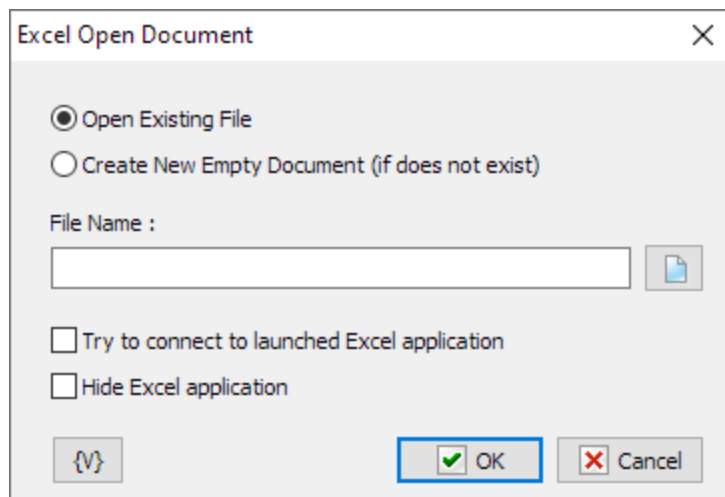 Excel Open Document
Open Existing File
Create New Empty Document (if does not exist)
File Name :
Try to connect to launched Excel application
Hide Excel application
{V} OK Cancel